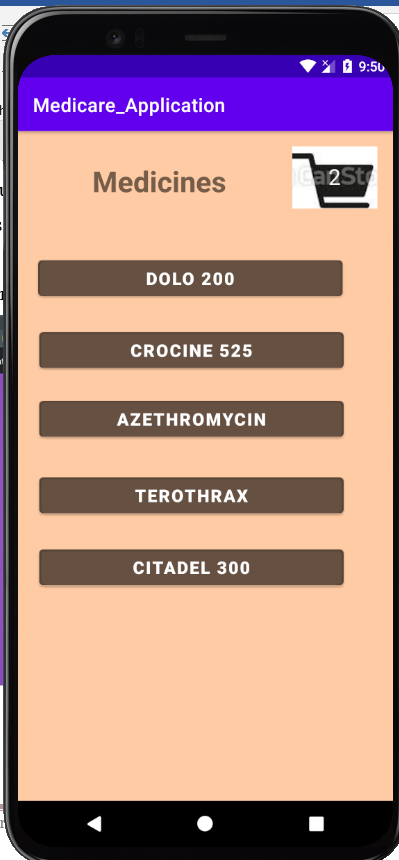 9:50
Medicare_Application
Medicines
2
DOLO 200
CROCINE 525
AZETHROMYCIN
TEROTHRAX
CITADEL 300